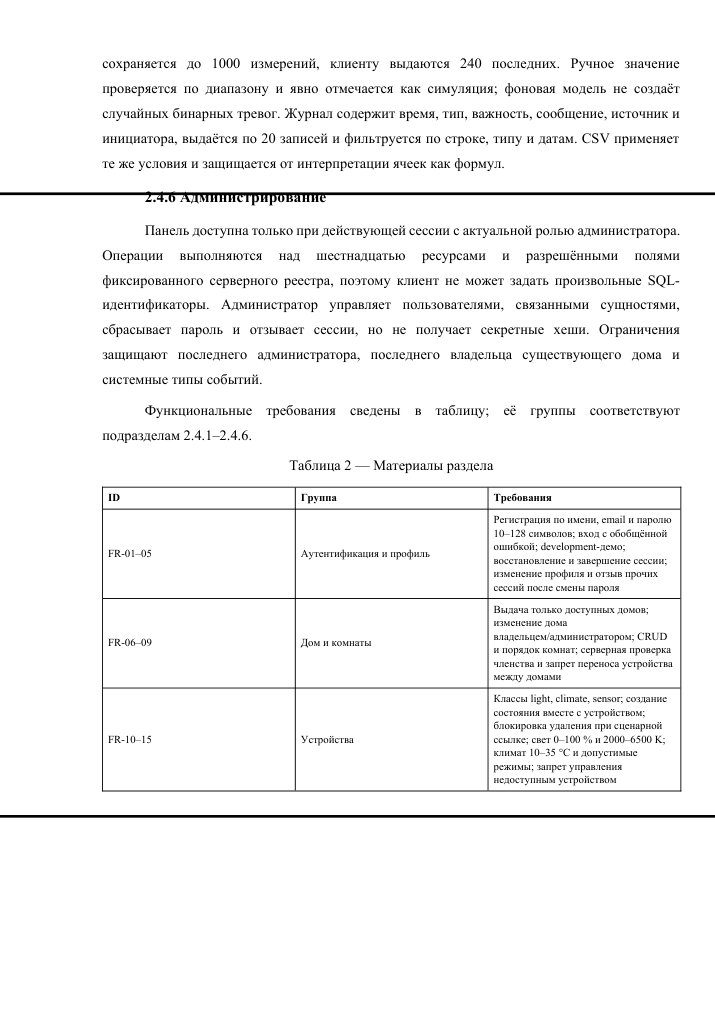 сохраняется до 1000 измерений, клиенту выдаются 240 последних. Ручное значение
проверяется по диапазону и явно отмечается как симуляция; фоновая модель не создаёт
случайных бинарных тревог. Журнал содержит время, тип, важность, сообщение, источник и
инициатора, выдаётся по 20 записей и фильтруется по строке, типу и датам. CSV применяет
те же условия и защищается от интерпретации ячеек как формул.
2.4.6 Администрирование
Панель доступна только при действующей сессии с актуальной ролью администратора.
Операции выполняются над шестнадцатью ресурсами и разрешёнными полями
фиксированного серверного реестра, поэтому клиент не может задать произвольные SQL-
идентификаторы. Администратор управляет пользователями, связанными сущностями,
сбрасывает пароль и отзывает сессии, но не получает секретные хеши. Ограничения
защищают последнего администратора, последнего владельца существующего дома и
системные типы событий.
Функциональные требования сведены в таблицу; её группы соответствуют
подразделам 2.4.1–2.4.6.
Таблица 2 — Материалы раздела
ID
Группа
Требования
FR-01–05
Аутентификация и профиль
Регистрация по имени, email и паролю
10–128 символов; вход с обобщённой
ошибкой; development-демо;
восстановление и завершение сессии;
изменение профиля и отзыв прочих
сессий после смены пароля
FR-06–09
Дом и комнаты
Выдача только доступных домов;
изменение дома
владельцем/администратором; CRUD
и порядок комнат; серверная проверка
членства и запрет переноса устройства
между домами
FR-10–15
Устройства
Классы light, climate, sensor; создание
состояния вместе с устройством;
блокировка удаления при сценарной
ссылке; свет 0–100 % и 2000–6500 K;
климат 10–35 °C и допустимые
режимы; запрет управления
недоступным устройством